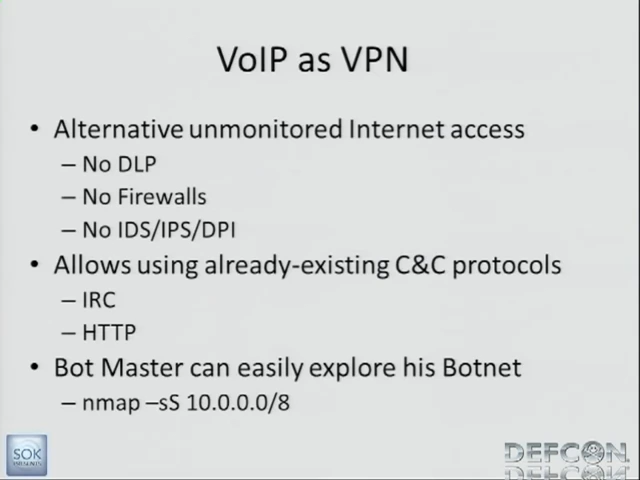 VoIP as VPN
• Alternative unmonitored Internet access
– No DLP
– No Firewalls
– No IDS/IPS/DPI
• Allows using already-existing C&C protocols
– IRC
– HTTP
• Bot Master can easily explore his Botnet
– nmap –sS 10.0.0.0/8
SOK
DEFCON